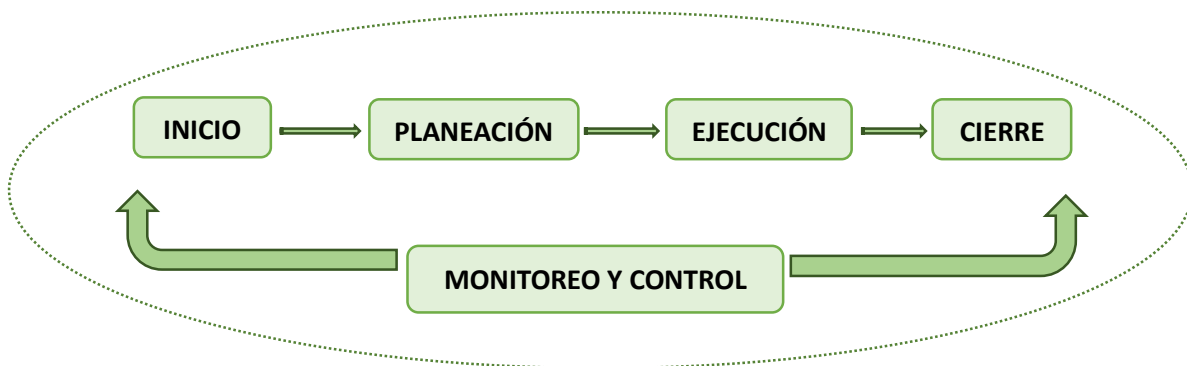 INICIO
PLANEACIÓN
EJECUCIÓN
CIERRE
MONITOREO Y CONTROL